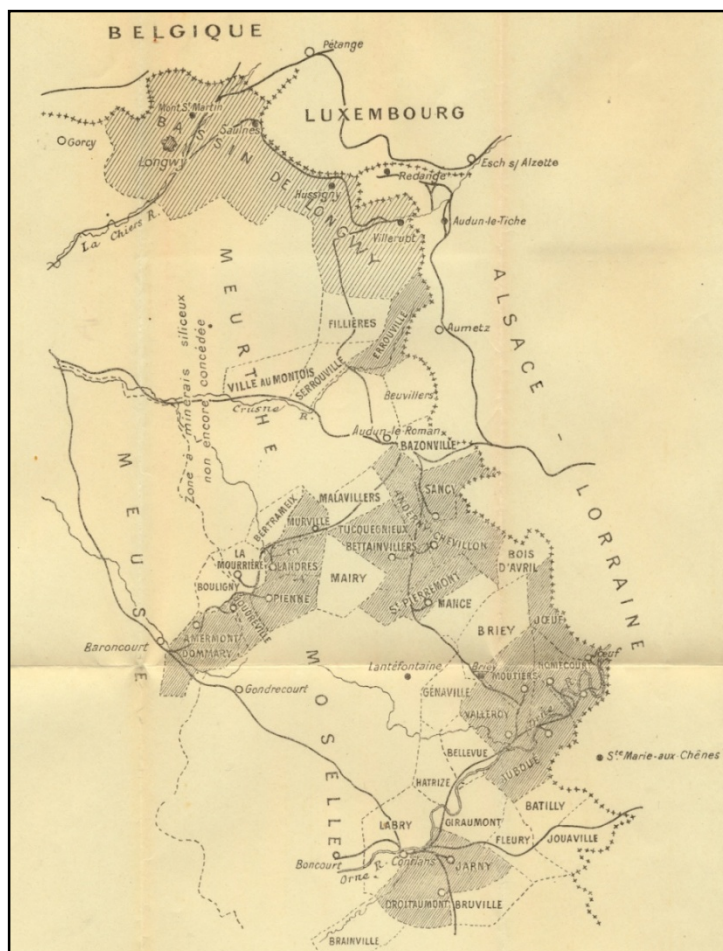 BELGIQUE
Pétange
LUXEMBOURG
Mont St Martin
Saulnes
BASSIN DE LONGWY
Gorcy
Longwy
Esch s/ Alzette
Redange
Hussigny
La Chiers R.
Villerupt
Audun-le-Tiche
MEURTHE
ALSACE-LORRAINE
FILLIÈRES
ERROUVILLE
Aumetz
Zone à minerais siliceux
non encore concédée
VILLE AU MONTOIS
SERROUVILLE
Beuvillers
Crusne R.
Audun-le-Roman
BAZONVILLE
MEUSE
MALAVILLERS
BERTRAMEIX
MURVILLE
SANCY
ANDERNY
CHEVILLON
TUCQUEGNIEUX
BETTAINVILLERS
BOIS
D'AVRIL
LA
MOURRIÈRE
LANDRES
MAIRY
BOULIGNY
PIENNE
ST PIERREMONT
MANCE
JŒUF
AMERMONT
DOMMARY
BRIEY
Baroncourt
MOSELLE
Lantéfontaine
Briey
HOMÉCOURT
Jœuf
MOUTIERS
Gondrecourt
GÉNAVILLE
VALLEROY
Orne R.
BELLEVUE
AUBOUÉ
Ste Marie-aux-Chênes
HATRIZE
BATILLY
LABRY
GIRAUMONT
FLEURY
JOUAVILLE
Boncourt
Conflans
Orne R.
JARNY
DROITAUMONT
BRUVILLE
BRAINVILLE